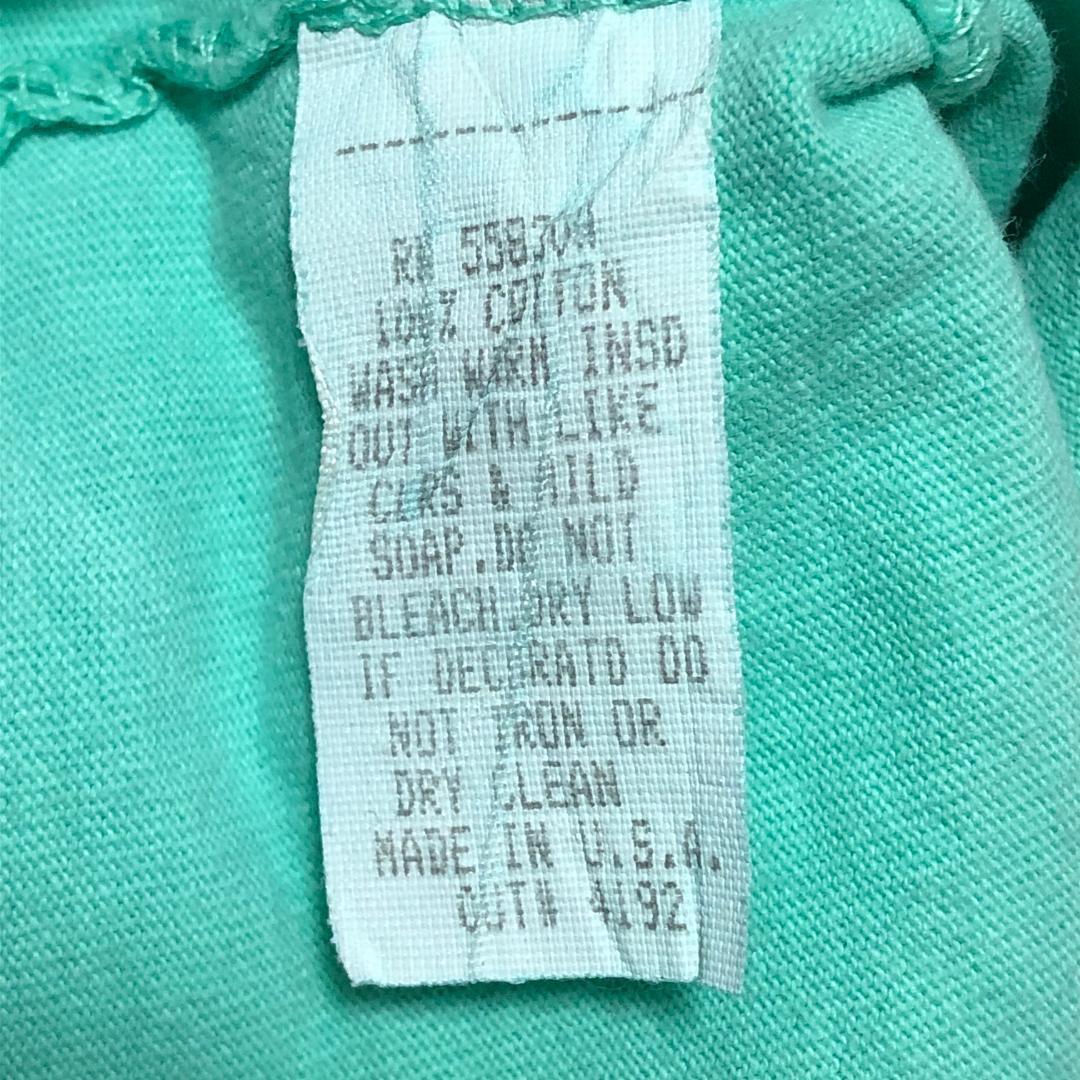 RN 55830
100% COTTON
WASH WARM INSD
OUT WITH LIKE
CLRS & MILD
SOAP.DO NOT
BLEACH.DRY LOW
IF DECORATD DO
NOT IRON OR
DRY CLEAN
MADE IN U.S.A.
CUT# 4192